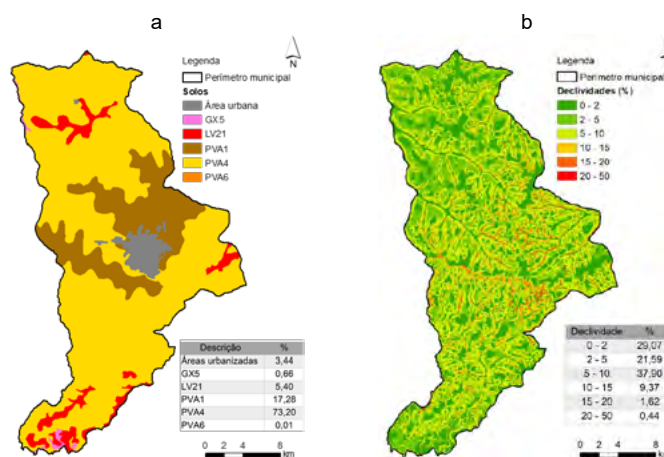 a
Legenda
Perímetro municipal
Solos
Área urbana
GX5
LV21
PVA1
PVA4
PVA6
N
Descrição %
Áreas urbanizadas 3,44
GX5 0,66
LV21 5,40
PVA1 17,28
PVA4 73,20
PVA6 0,01
0 2 4 8
km
b
Legenda
Perímetro municipal
Declividades (%)
0 - 2
2 - 5
5 - 10
10 - 15
15 - 20
20 - 50
N
Declividade %
0 - 2 29,07
2 - 5 21,59
5 - 10 37,90
10 - 15 9,37
15 - 20 1,62
20 - 50 0,44
0 2 4 8
km